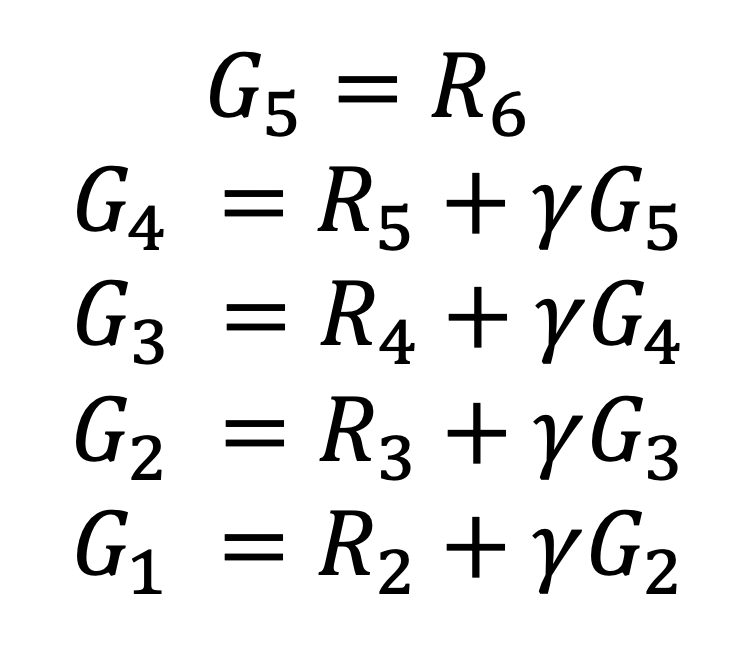 G₅ = R₆
G₄ = R₅ + γG₅
G₃ = R₄ + γG₄
G₂ = R₃ + γG₃
G₁ = R₂ + γG₂